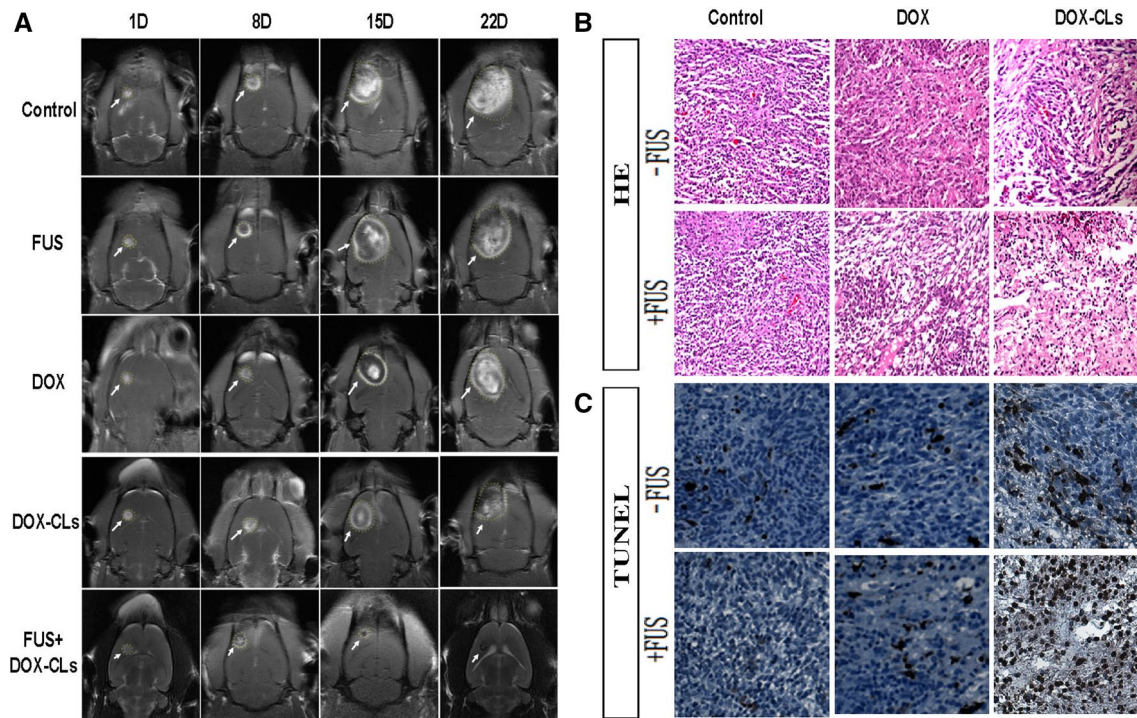 A
1D 8D 15D 22D
Control
FUS
DOX
DOX-CLs
FUS+
DOX-CLs
B
Control DOX DOX-CLs
HE
-FUS
+FUS
C
TUNEL
-FUS
+FUS